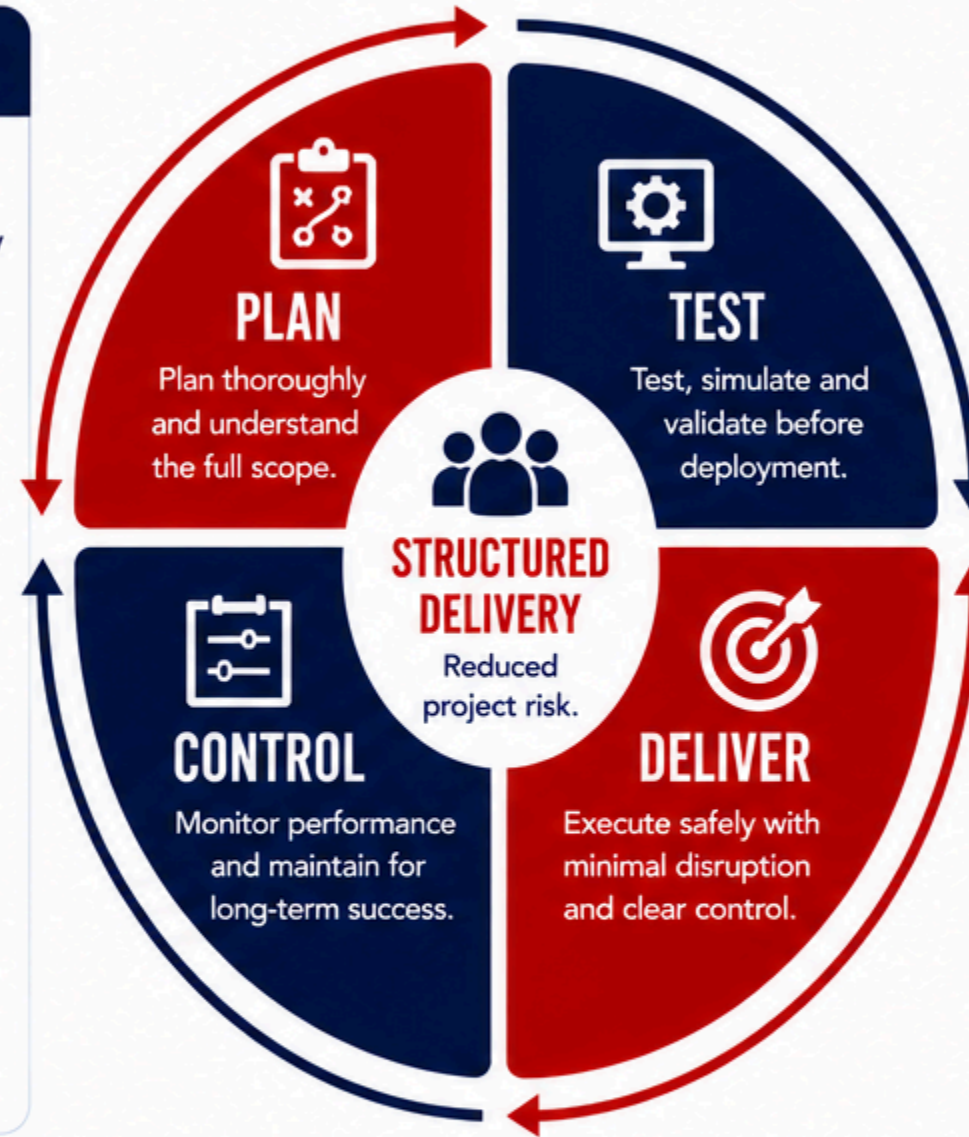 PLAN
Plan thoroughly
and understand
the full scope.
TEST
Test, simulate and
validate before
deployment.
STRUCTURED
DELIVERY
Reduced
project risk.
CONTROL
Monitor performance
and maintain for
long-term success.
DELIVER
Execute safely with
minimal disruption
and clear control.